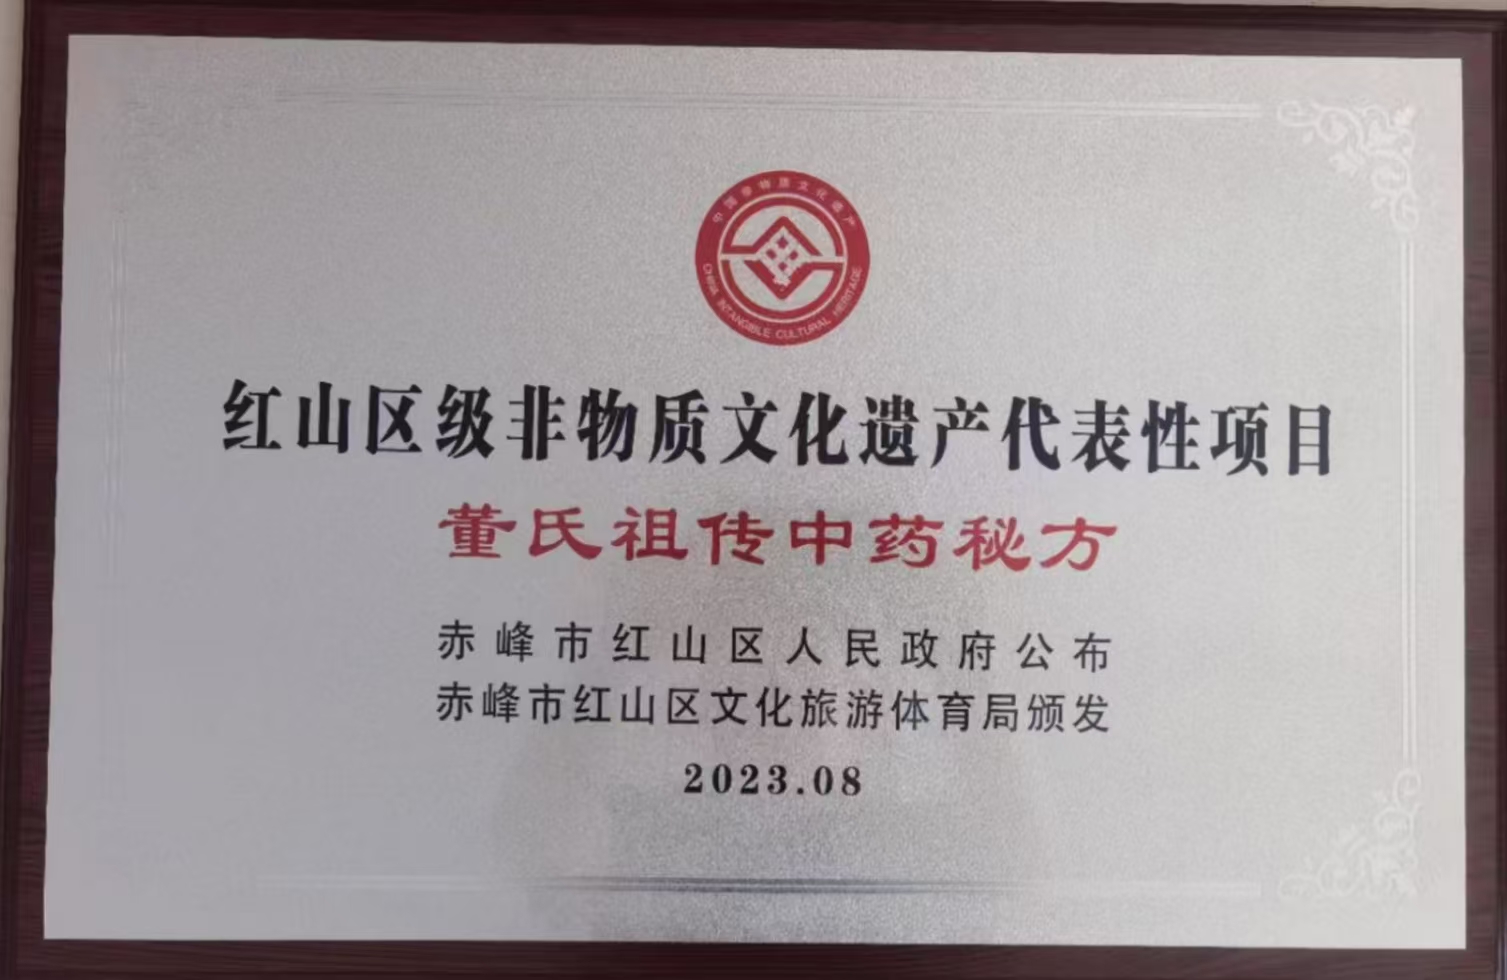 中国非物质文化遗产
CHINA INTANGIBLE CULTURAL HERITAGE
红山区级非物质文化遗产代表性项目
董氏祖传中药秘方
赤峰市红山区人民政府公布
赤峰市红山区文化旅游体育局颁发
2023.08